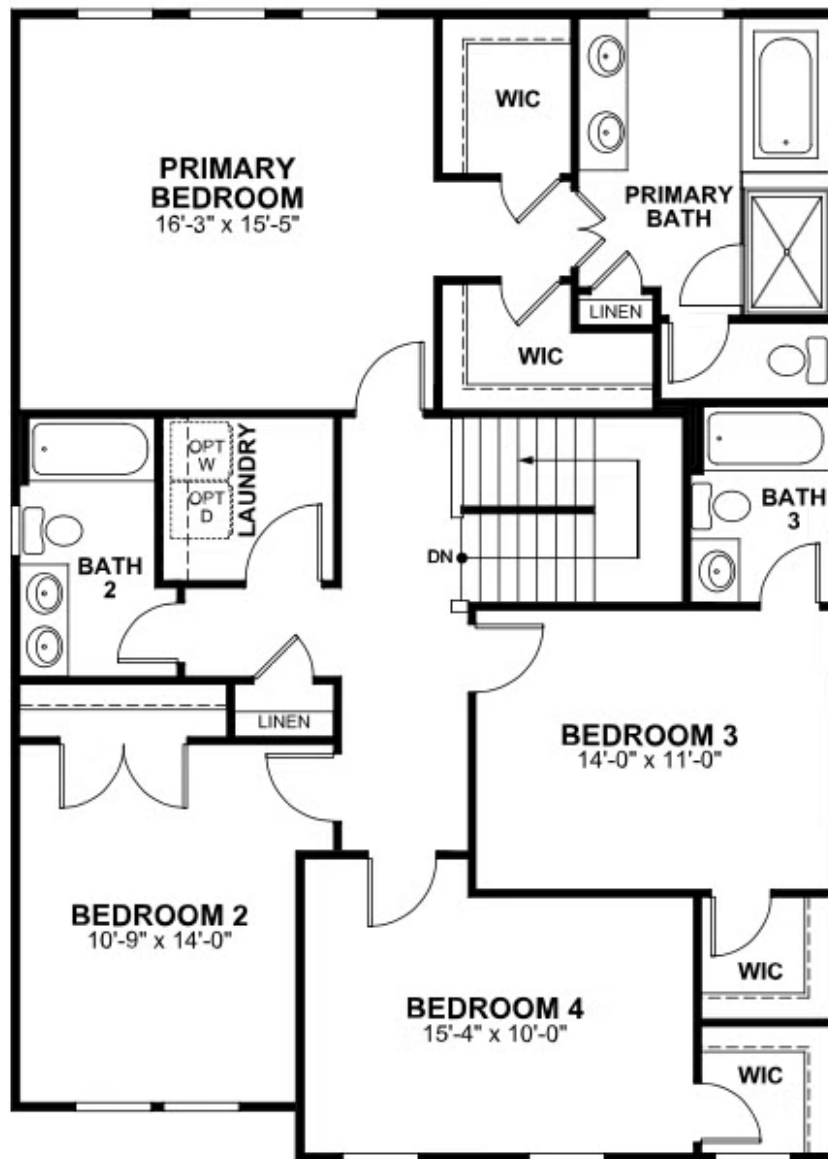 WIC
PRIMARY
BEDROOM
16'-3" x 15'-5"
PRIMARY
BATH
LINEN
WIC
OPT
W
OPT
D
LAUNDRY
BATH
2
DN
BATH
3
LINEN
BEDROOM 3
14'-0" x 11'-0"
BEDROOM 2
10'-9" x 14'-0"
WIC
BEDROOM 4
15'-4" x 10'-0"
WIC